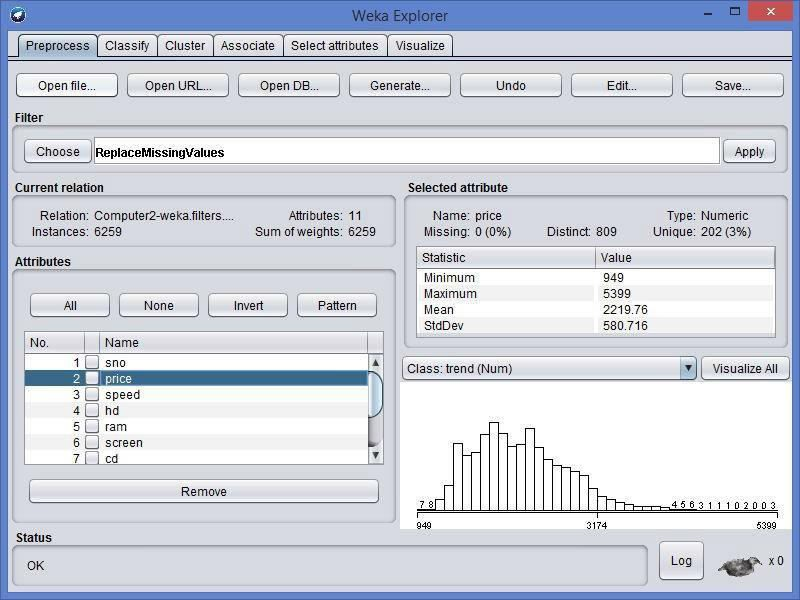 Weka Explorer
Preprocess Classify Cluster Associate Select attributes Visualize
Open file... Open URL... Open DB... Generate... Undo Edit... Save...
Filter
Choose ReplaceMissingValues Apply
Current relation
Relation: Computer2-weka.filters.... Attributes: 11
Instances: 6259 Sum of weights: 6259
Attributes
All None Invert Pattern
No. Name
1 sno
2 price
3 speed
4 hd
5 ram
6 screen
7 cd
Remove
Selected attribute
Name: price Type: Numeric
Missing: 0 (0%) Distinct: 809 Unique: 202 (3%)
Statistic Value
Minimum 949
Maximum 5399
Mean 2219.76
StdDev 580.716
Class: trend (Num) Visualize All
7 8 4 5 6 3 1 1 1 1 0 2 0 0 3
949 3174 5399
Status
OK
Log x 0